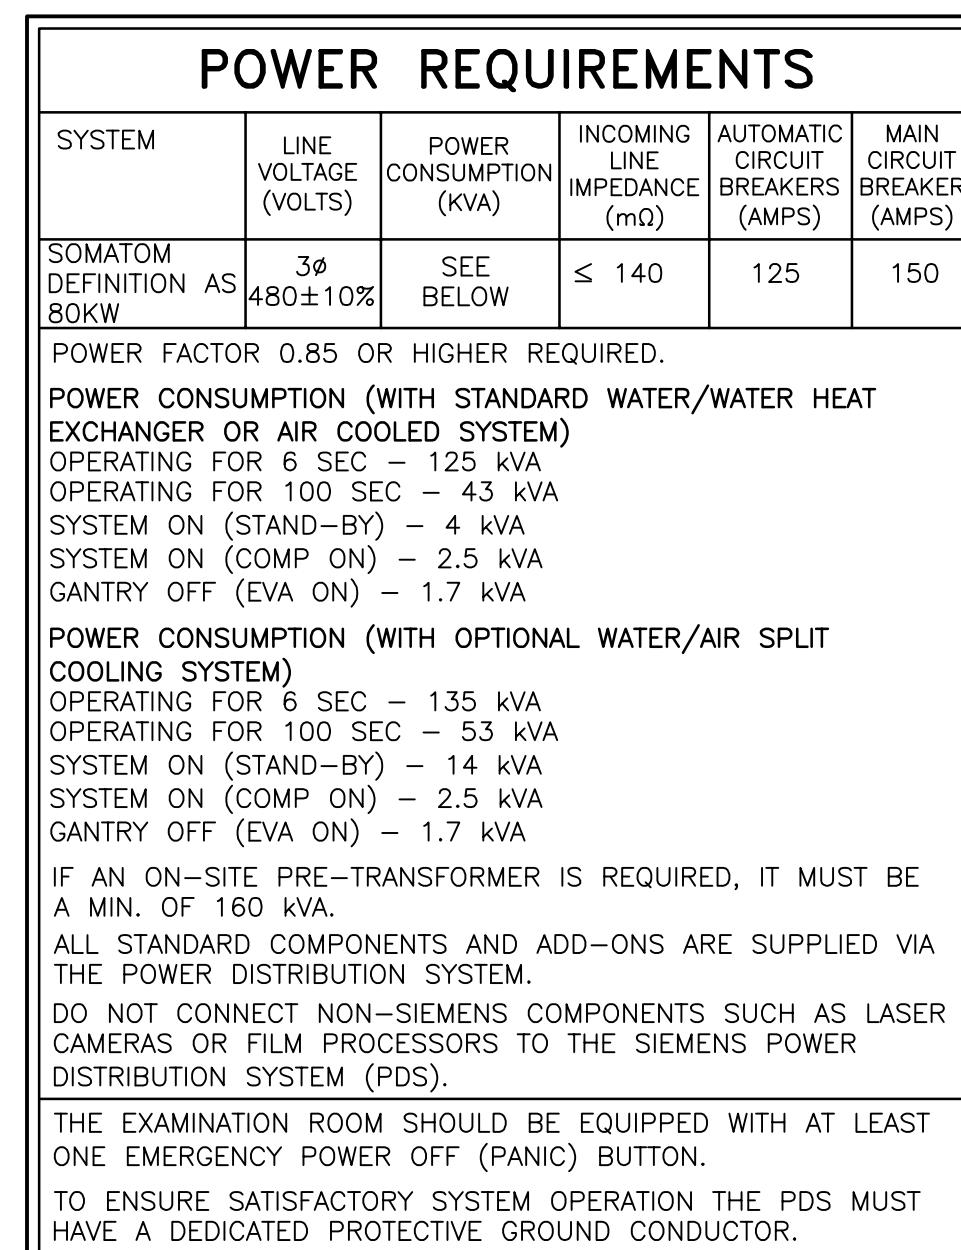 POWER REQUIREMENTS
SYSTEM
LINE
VOLTAGE
(VOLTS)
POWER
CONSUMPTION
(KVA)
INCOMING
LINE
IMPEDANCE
(mΩ)
AUTOMATIC
CIRCUIT
BREAKERS
(AMPS)
MAIN
CIRCUIT
BREAKER
(AMPS)
SOMATOM
DEFINITION AS
80KW
3ø
480±10%
SEE
BELOW
≤ 140
125
150
POWER FACTOR 0.85 OR HIGHER REQUIRED.
POWER CONSUMPTION (WITH STANDARD WATER/WATER HEAT
EXCHANGER OR AIR COOLED SYSTEM)
OPERATING FOR 6 SEC – 125 kVA
OPERATING FOR 100 SEC – 43 kVA
SYSTEM ON (STAND–BY) – 4 kVA
SYSTEM ON (COMP ON) – 2.5 kVA
GANTRY OFF (EVA ON) – 1.7 kVA
POWER CONSUMPTION (WITH OPTIONAL WATER/AIR SPLIT
COOLING SYSTEM)
OPERATING FOR 6 SEC – 135 kVA
OPERATING FOR 100 SEC – 53 kVA
SYSTEM ON (STAND–BY) – 14 kVA
SYSTEM ON (COMP ON) – 2.5 kVA
GANTRY OFF (EVA ON) – 1.7 kVA
IF AN ON–SITE PRE–TRANSFORMER IS REQUIRED, IT MUST BE
A MIN. OF 160 kVA.
ALL STANDARD COMPONENTS AND ADD–ONS ARE SUPPLIED VIA
THE POWER DISTRIBUTION SYSTEM.
DO NOT CONNECT NON–SIEMENS COMPONENTS SUCH AS LASER
CAMERAS OR FILM PROCESSORS TO THE SIEMENS POWER
DISTRIBUTION SYSTEM (PDS).
THE EXAMINATION ROOM SHOULD BE EQUIPPED WITH AT LEAST
ONE EMERGENCY POWER OFF (PANIC) BUTTON.
TO ENSURE SATISFACTORY SYSTEM OPERATION THE PDS MUST
HAVE A DEDICATED PROTECTIVE GROUND CONDUCTOR.